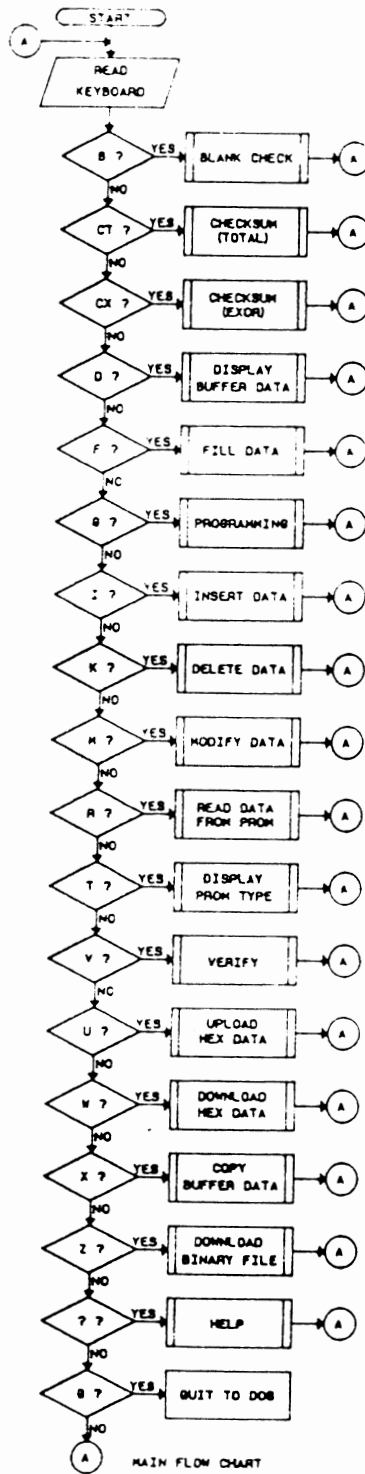 START
A
READ
KEYBOARD
B ? YES BLANK CHECK A
NO
CT ? YES CHECKSUM
(TOTAL) A
NO
CX ? YES CHECKSUM
(EXOR) A
NO
D ? YES DISPLAY
BUFFER DATA A
NO
F ? YES FILL DATA A
NO
G ? YES PROGRAMMING A
NO
I ? YES INSERT DATA A
NO
K ? YES DELETE DATA A
NO
M ? YES MODIFY DATA A
NO
R ? YES READ DATA
FROM PROM A
NO
T ? YES DISPLAY
PROM TYPE A
NO
V ? YES VERIFY A
NO
U ? YES UPLOAD
HEX DATA A
NO
W ? YES DOWNLOAD
HEX DATA A
NO
X ? YES COPY
BUFFER DATA A
NO
Z ? YES DOWNLOAD
BINARY FILE A
NO
? ? YES HELP A
NO
Q ? YES QUIT TO DOS
NO
A
MAIN FLOW CHART